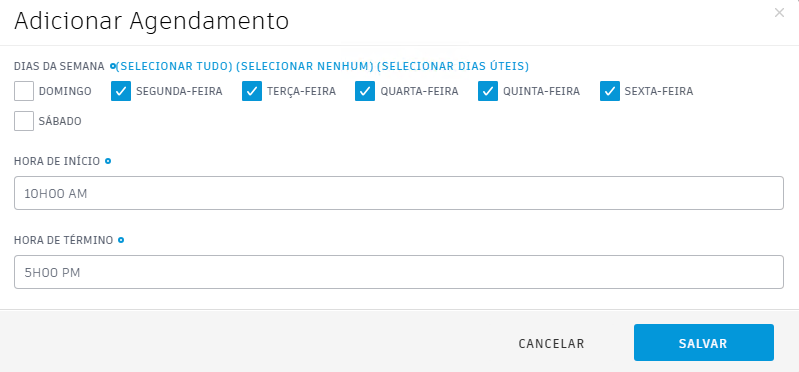 Adicionar Agendamento
DIAS DA SEMANA (SELECIONAR TUDO) (SELECIONAR NENHUM) (SELECIONAR DIAS ÚTEIS)
DOMINGO SEGUNDA-FEIRA TERÇA-FEIRA QUARTA-FEIRA QUINTA-FEIRA SEXTA-FEIRA
SÁBADO
HORA DE INÍCIO
10H00 AM
HORA DE TÉRMINO
5H00 PM
CANCELAR SALVAR